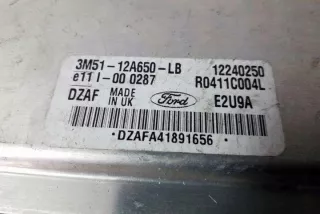 3M51-12A650-LB 12240250
e11 I-00 0287 R0411C004L
DZAF MADE IN UK Ford E2U9A
•DZAFA41891656•